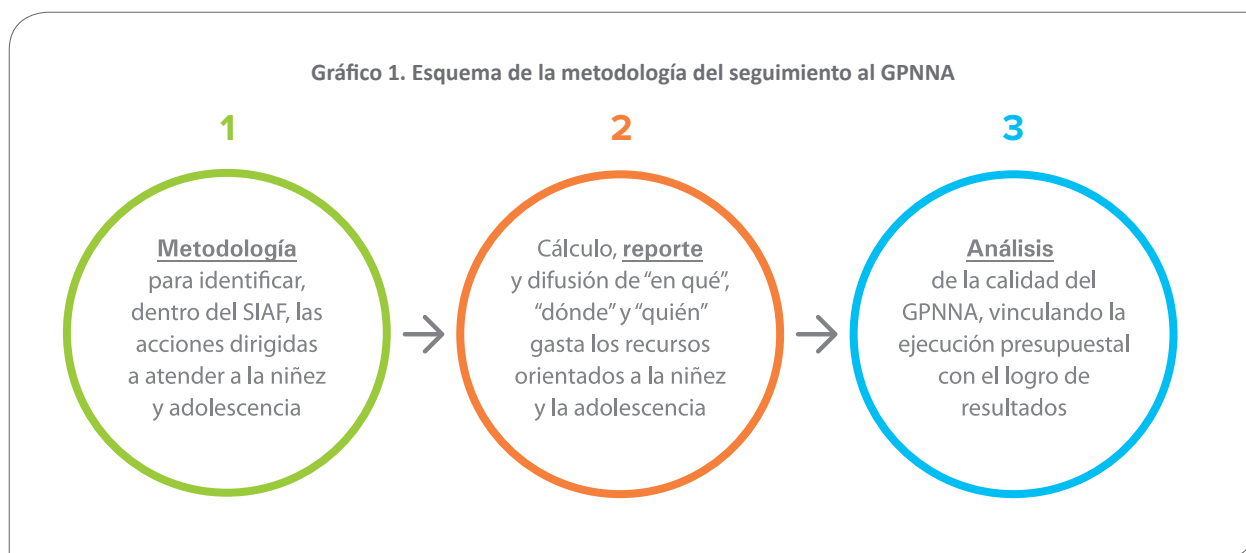 Gráfico 1. Esquema de la metodología del seguimiento al GPNNA
1
Metodología
para identificar,
dentro del SIAF, las
acciones dirigidas
a atender a la niñez
y adolescencia
2
Cálculo, reporte
y difusión de “en qué”,
“dónde” y “quién”
gasta los recursos
orientados a la niñez
y la adolescencia
3
Análisis
de la calidad del
GPNNA, vinculando la
ejecución presupuestal
con el logro de
resultados